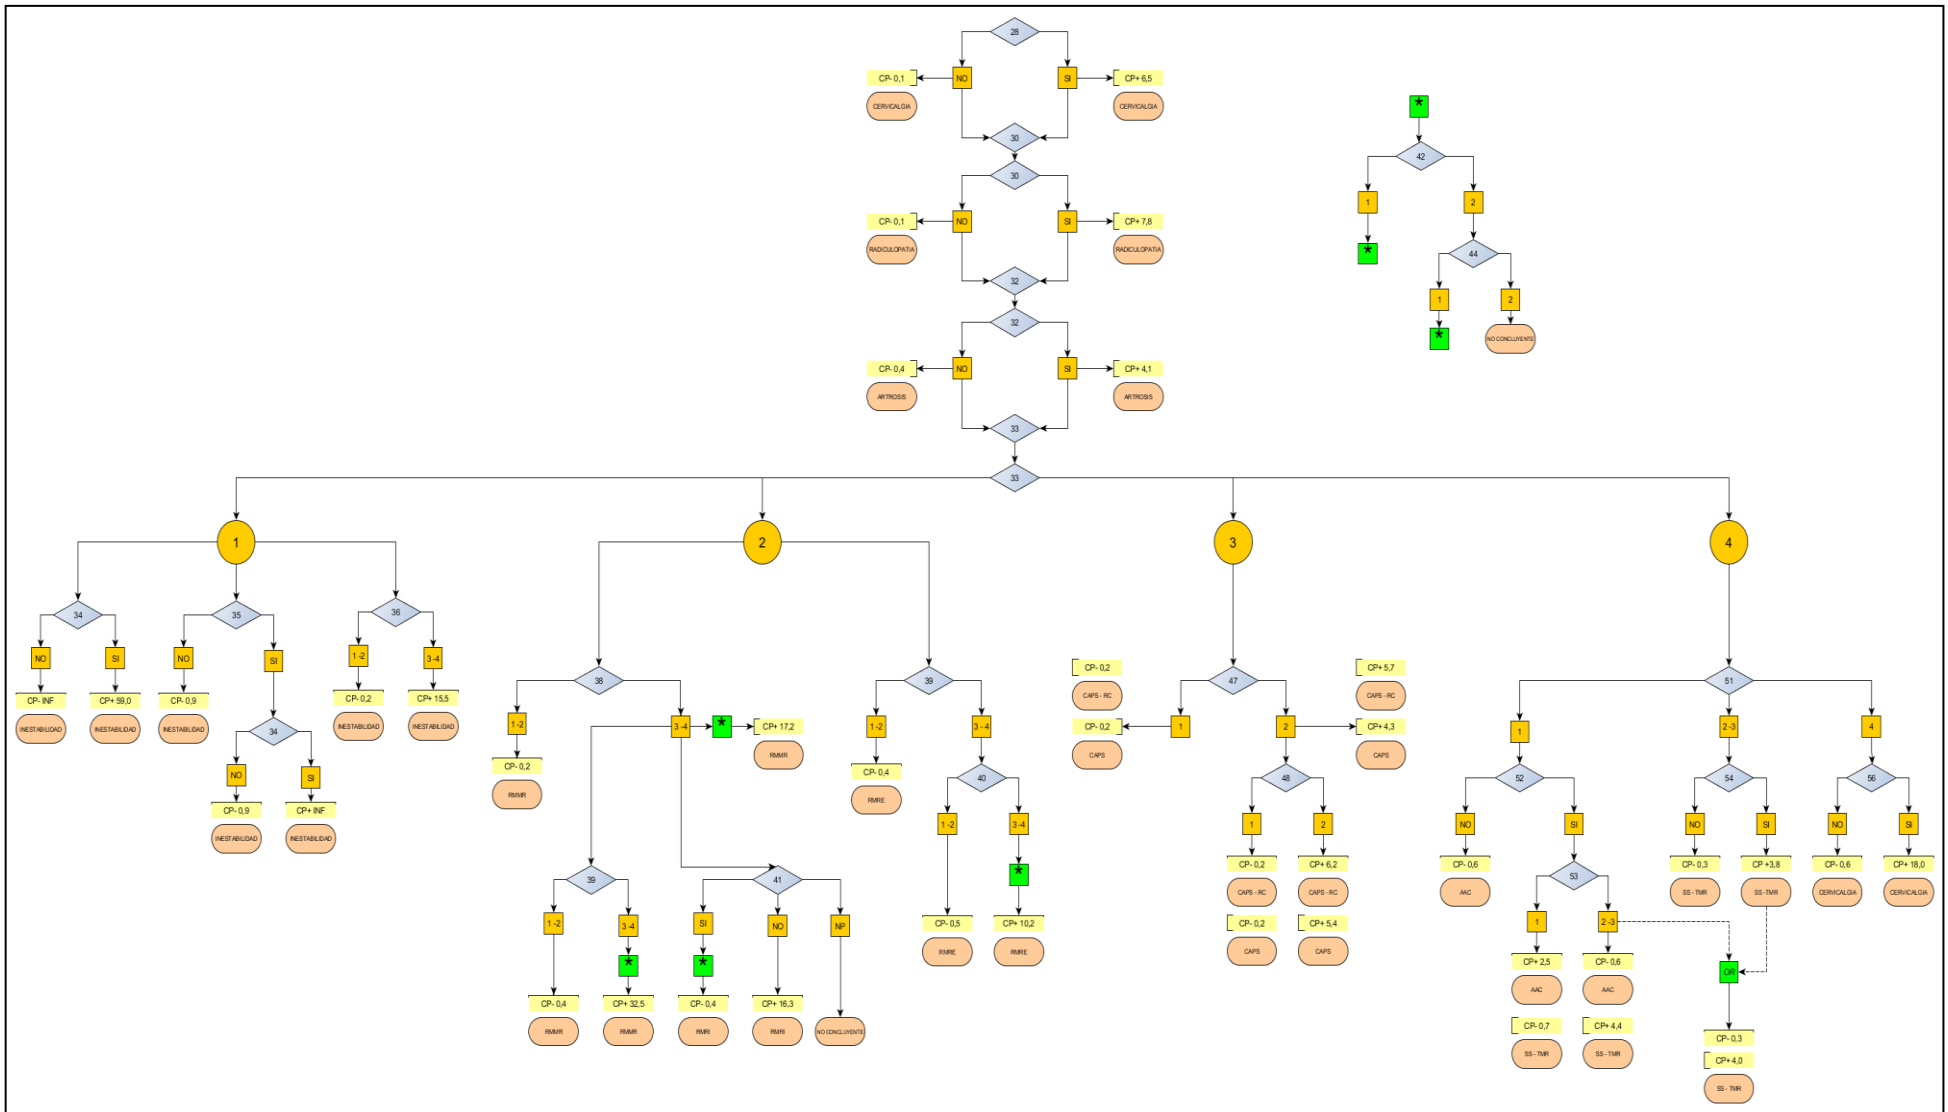 28
NO
SI
CP- 0,1
CP+ 6,5
CERVICALGIA
CERVICALGIA
30
30
NO
SI
CP- 0,1
CP+ 7,8
RADICULOPATIA
RADICULOPATIA
32
32
NO
SI
CP- 0,4
CP+ 4,1
ARTROSIS
ARTROSIS
33
33
*
42
1
2
*
44
1
2
*
NO CONCLUYENTE
1
34
NO
SI
CP- INF
CP+ 59,0
INESTABILIDAD
INESTABILIDAD
35
NO
SI
CP- 0,9
INESTABILIDAD
34
NO
SI
CP- 0,9
CP+ INF
INESTABILIDAD
INESTABILIDAD
36
1 -2
3 -4
CP- 0,2
CP+ 15,5
INESTABILIDAD
INESTABILIDAD
2
38
1 -2
3 -4
*
CP+ 17,2
RMMR
CP- 0,2
RMMR
39
1 -2
3 -4
*
CP- 0,4
CP+ 32,5
RMMR
RMMR
41
SI
NO
NP
*
CP- 0,4
CP+ 16,3
RMRI
RMRI
NO CONCLUYENTE
39
1 -2
3 - 4
CP- 0,4
RMRE
40
1 -2
3 -4
*
CP- 0,5
CP+ 10,2
RMRE
RMRE
3
CP- 0,2
CAPS - RC
47
CP+ 5,7
CAPS - RC
CP- 0,2
1
2
CP+ 4,3
CAPS
CAPS
48
1
2
CP- 0,2
CP+ 6,2
CAPS - RC
CAPS - RC
CP- 0,2
CP+ 5,4
CAPS
CAPS
4
51
1
2 -3
4
52
NO
SI
CP- 0,6
AAC
53
1
2 -3
CP+ 2,5
CP- 0,6
AAC
AAC
CP- 0,7
CP+ 4,4
SS - TMR
SS - TMR
54
NO
SI
CP- 0,3
CP +3,8
SS - TMR
SS - TMR
OR
CP- 0,3
CP+ 4,0
SS - TMR
56
NO
SI
CP- 0,6
CP+ 18,0
CERVICALGIA
CERVICALGIA